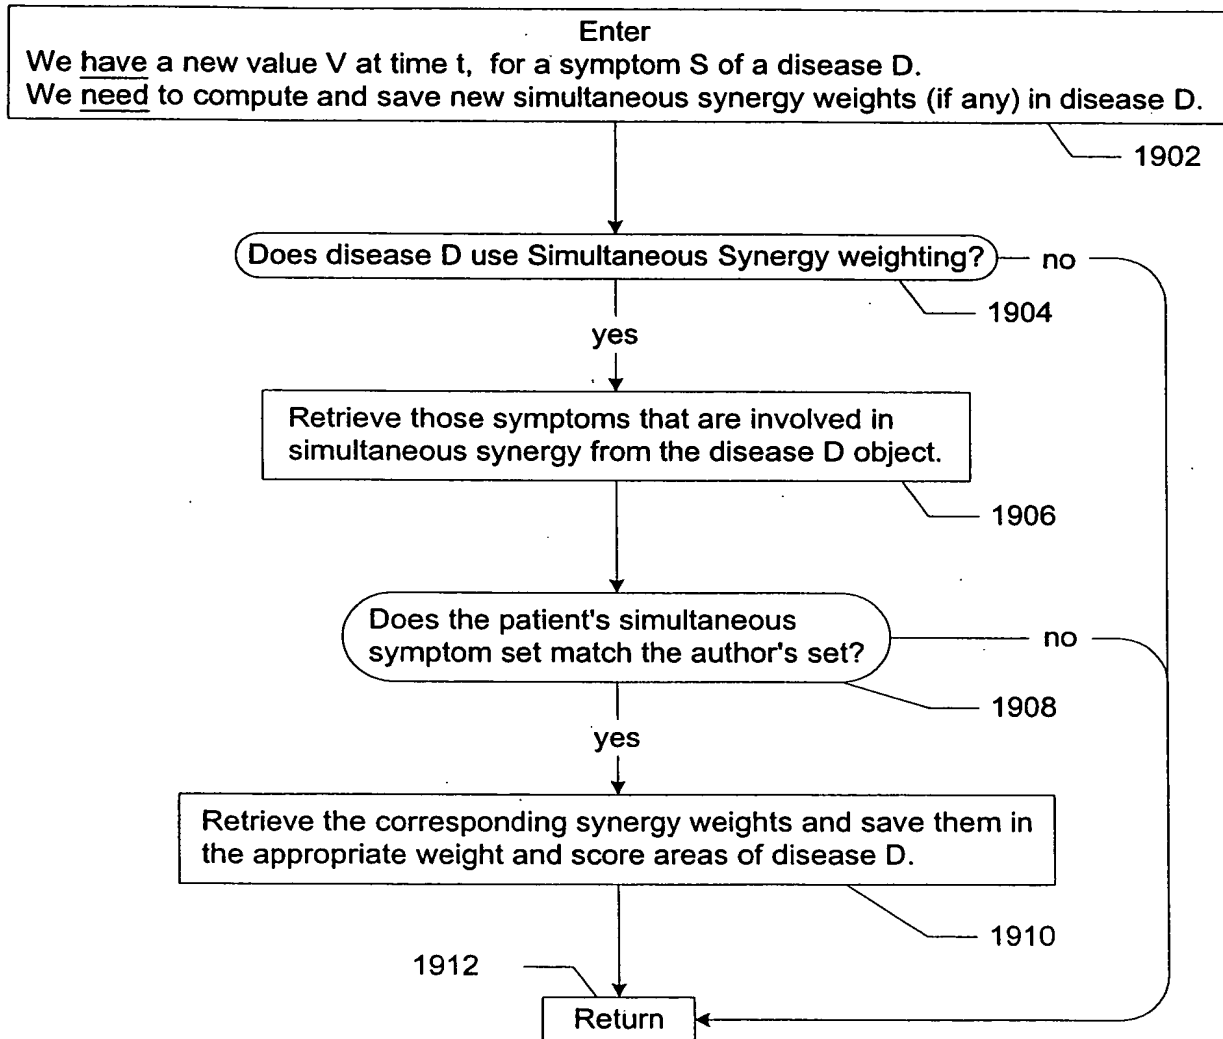 Enter
We have a new value V at time t, for a symptom S of a disease D.
We need to compute and save new simultaneous synergy weights (if any) in disease D.
1902
Does disease D use Simultaneous Synergy weighting?
no
1904
yes
Retrieve those symptoms that are involved in
simultaneous synergy from the disease D object.
1906
Does the patient's simultaneous
symptom set match the author's set?
no
1908
yes
Retrieve the corresponding synergy weights and save them in
the appropriate weight and score areas of disease D.
1910
1912
Return